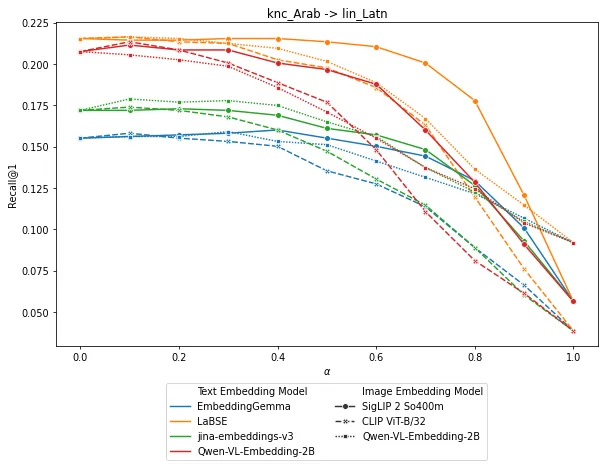 knc_Arab -> lin_Latn
Recall@1
0.225
0.200
0.175
0.150
0.125
0.100
0.075
0.050
0.0 0.2 0.4 0.6 0.8 1.0
α
Text Embedding Model
EmbeddingGemma
LaBSE
jina-embeddings-v3
Qwen-VL-Embedding-2B
Image Embedding Model
SigLIP 2 So400m
CLIP ViT-B/32
Qwen-VL-Embedding-2B